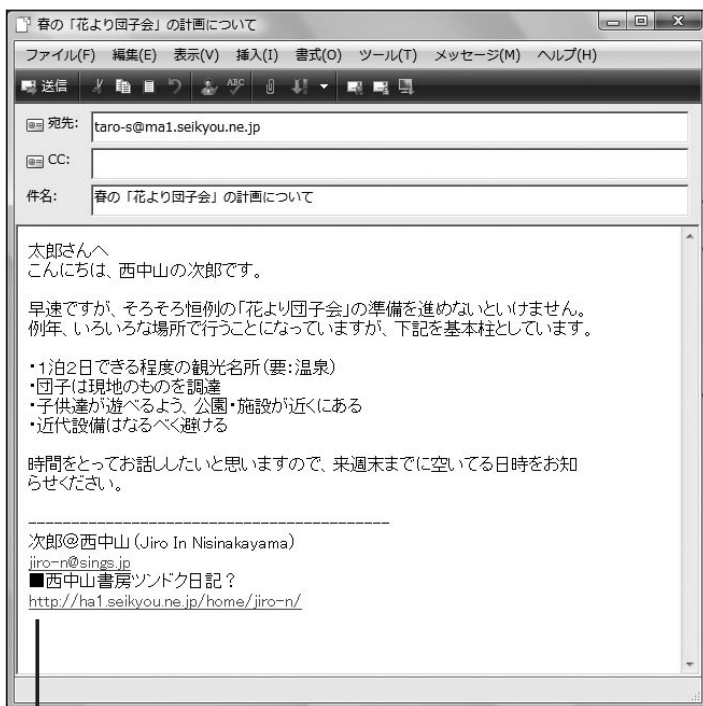 春の「花より団子会」の計画について
ファイル(F) 編集(E) 表示(V) 挿入(I) 書式(O) ツール(T) メッセージ(M) ヘルプ(H)
送信
ABC
宛先: taro-s@ma1.seikyou.ne.jp
CC:
件名: 春の「花より団子会」の計画について
太郎さんへ
こんにちは、西中山の次郎です。
早速ですが、そろそろ恒例の「花より団子会」の準備を進めないといけません。
例年、いろいろな場所で行うことになっていますが、下記を基本柱としています。
・1泊2日できる程度の観光名所(要:温泉)
・団子は現地のものを調達
・子供達が遊べるよう、公園・施設が近くにある
・近代設備はなるべく避ける
時間をとってお話ししたいと思いますので、来週末までに空いてる日時をお知
らせください。
------------------------------------------
次郎@西中山(Jiro In Nisinakayama)
jiro-n@sings.jp
■西中山書房ツンドク日記?
http://ha1.seikyou.ne.jp/home/jiro-n/